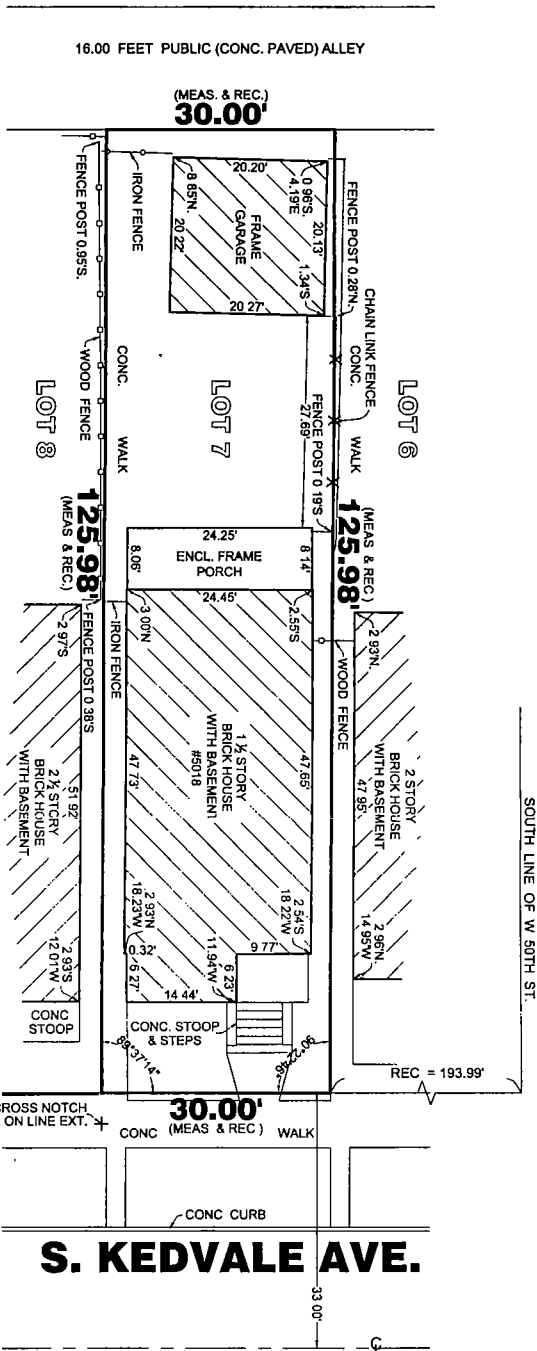 16.00 FEET PUBLIC (CONC. PAVED) ALLEY
(MEAS. & REC.)
30.00'
20.20'
0.96'S.
4.19'E
8 85'N.
20.13'
FRAME
GARAGE
20 22'
1.34'S
20 27'
IRON FENCE
FENCE POST 0.95'S.
FENCE POST 0.28'N.
CHAIN LINK FENCE
WOOD FENCE
CONC. WALK
CONC. WALK
LOT 8
LOT 7
LOT 6
27.69'
FENCE POST 0 19'S
125.98'
(MEAS & REC.)
125.98'
(MEAS & REC)
24.25'
ENCL. FRAME
PORCH
8.06'
8 14'
24.45'
3 00'N
2.55'S
FENCE POST 0 38'S
IRON FENCE
WOOD FENCE
2 97'S
2 93'N.
1 ½ STORY
BRICK HOUSE
WITH BASEMENT
#5018
47 73'
47.65'
51 92'
2 ½ STORY
BRICK HOUSE
WITH BASEMENT
2 STORY
BRICK HOUSE
WITH BASEMENT
47 95'
SOUTH LINE OF W 50TH ST.
2 93'N
18.23'W
2 54'S
18 22'W
2 93'S
12 01'W
2 96'N.
14 95'W
0.32'
6 27'
11.94'W
6 23'
9 77'
14 44'
CONC
STOOP
CONC. STOOP
& STEPS
89°37'14"
90°22'46"
REC = 193.99'
30.00'
(MEAS & REC )
ROSS NOTCH
ON LINE EXT.
CONC WALK
CONC CURB
S. KEDVALE AVE.
33 00'